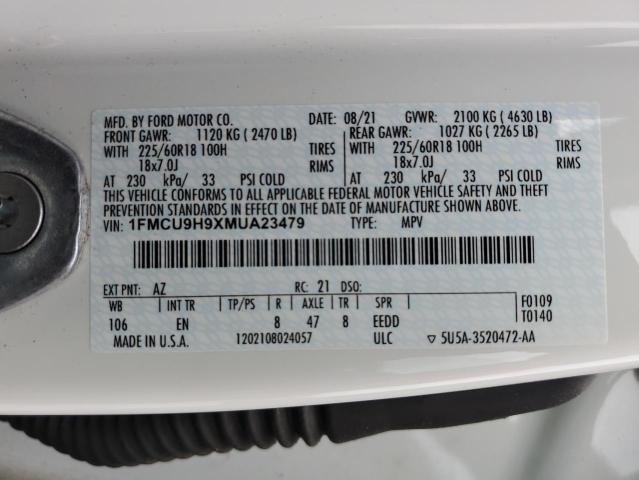 MFD. BY FORD MOTOR CO. DATE: 08/21 GVWR: 2100 KG ( 4630 LB)
FRONT GAWR: 1120 KG ( 2470 LB) REAR GAWR: 1027 KG ( 2265 LB)
WITH 225/60R18 100H TIRES WITH 225/60R18 100H TIRES
18x7.0J RIMS 18x7.0J RIMS
AT 230 kPa/ 33 PSI COLD AT 230 kPa/ 33 PSI COLD
THIS VEHICLE CONFORMS TO ALL APPLICABLE FEDERAL MOTOR VEHICLE SAFETY AND THEFT
PREVENTION STANDARDS IN EFFECT ON THE DATE OF MANUFACTURE SHOWN ABOVE.
VIN: 1FMCU9H9XMUA23479 TYPE: MPV
EXT PNT: AZ RC: 21 DSO:
WB INT TR TP/PS R AXLE TR SPR F0109
106 EN 8 47 8 EEDD T0140
MADE IN U.S.A. 1202108024057 ULC ▽ 5U5A-3520472-AA